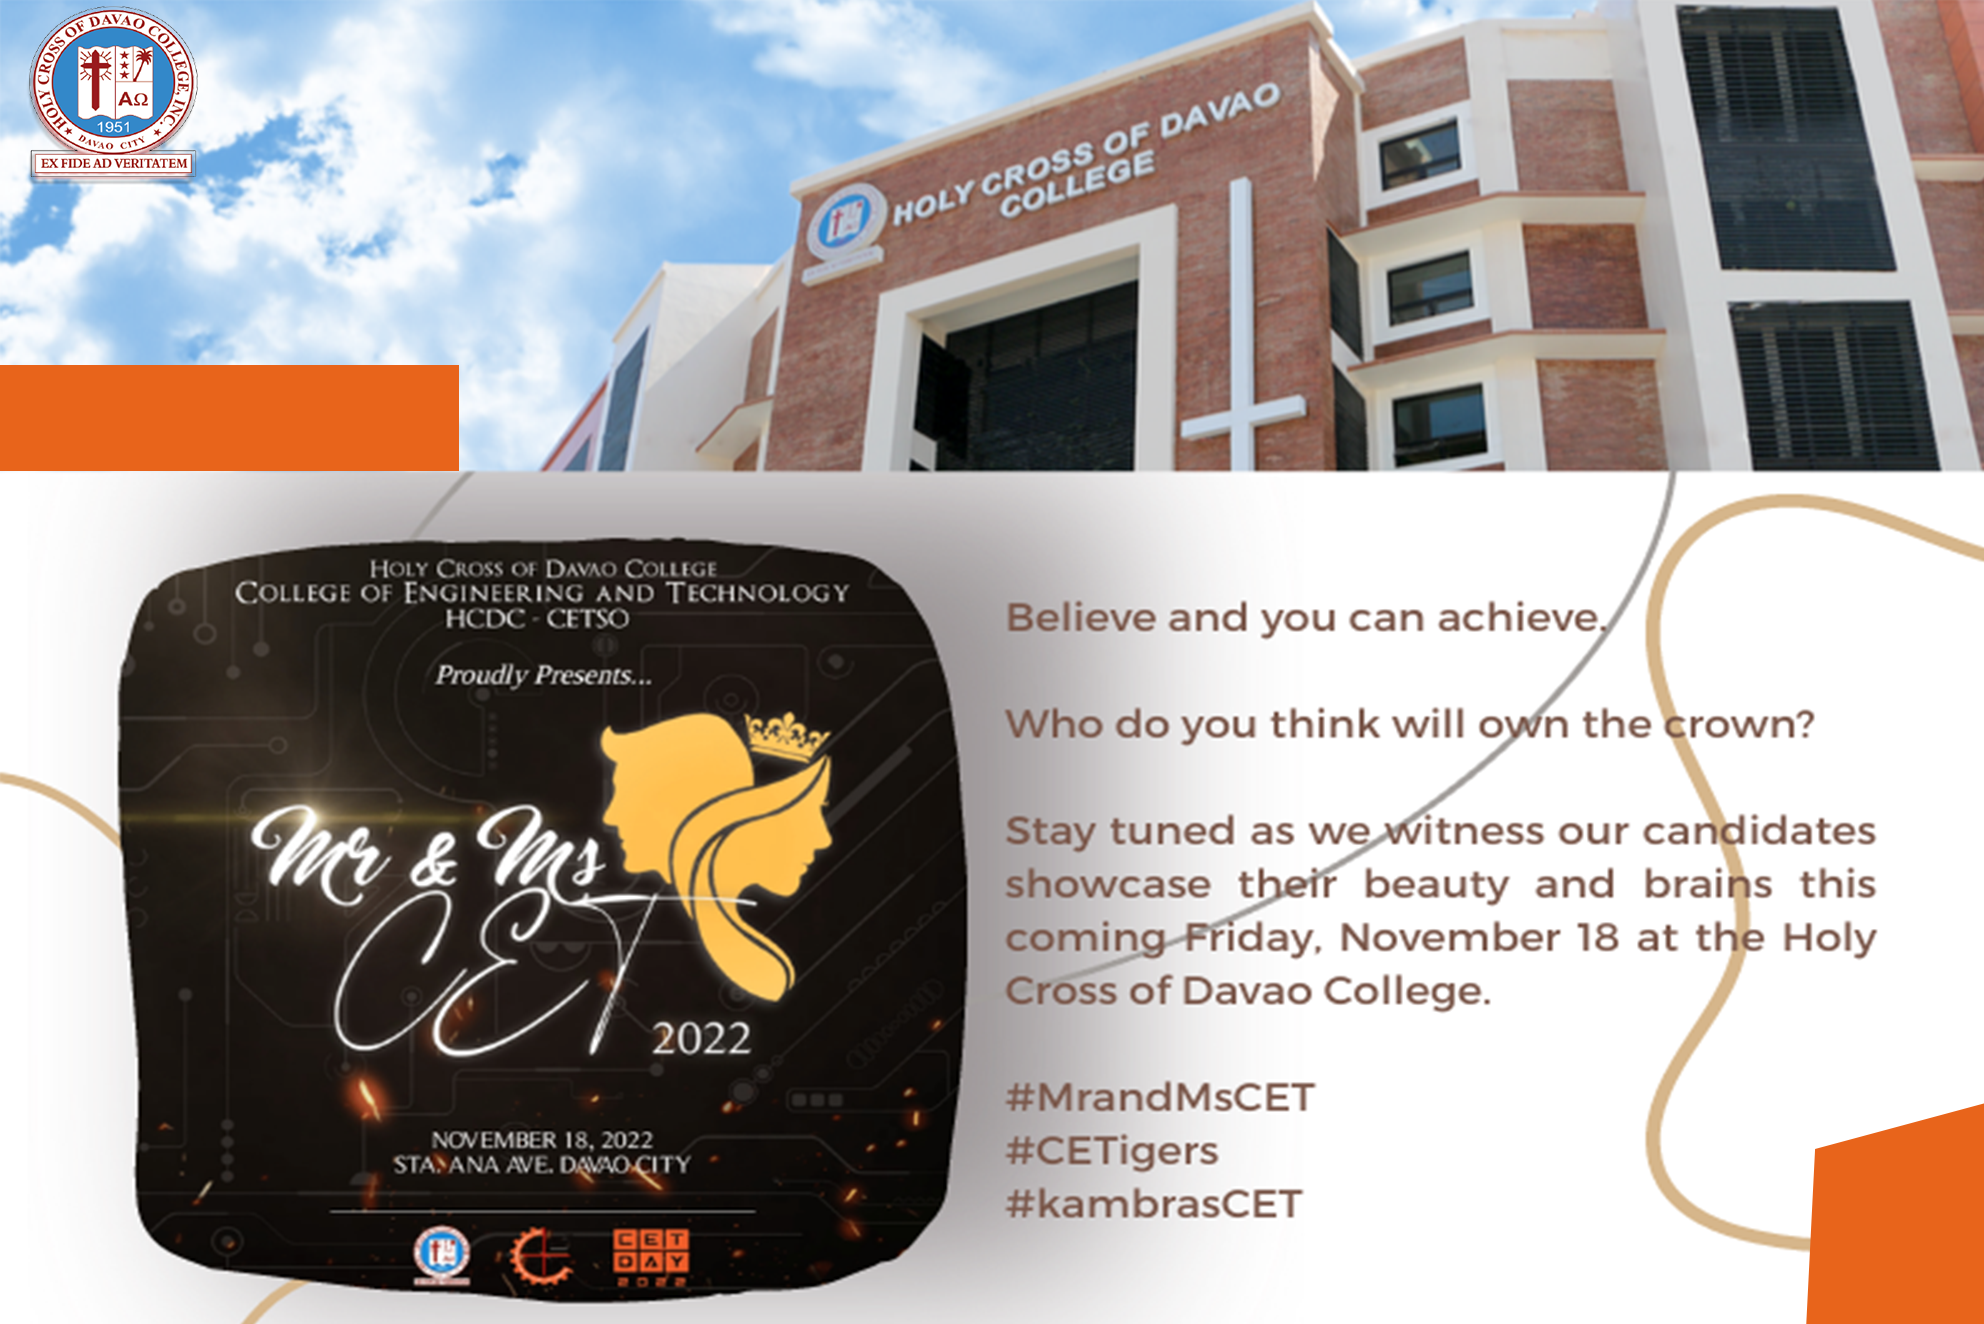 HOLY CROSS OF DAVAO COLLEGE, INC.
AΩ
1951
DAVAO CITY
EX FIDE AD VERITATEM
HOLY CROSS OF DAVAO
COLLEGE
HOLY CROSS OF DAVAO COLLEGE
COLLEGE OF ENGINEERING AND TECHNOLOGY
HCDC - CETSO
Proudly Presents...
Mr & Ms
CET
2022
NOVEMBER 18, 2022
STA. ANA AVE. DAVAO CITY
CET
DAY
2022
Believe and you can achieve.
Who do you think will own the crown?
Stay tuned as we witness our candidates
showcase their beauty and brains this
coming Friday, November 18 at the Holy
Cross of Davao College.
#MrandMsCET
#CETigers
#kambrasCET